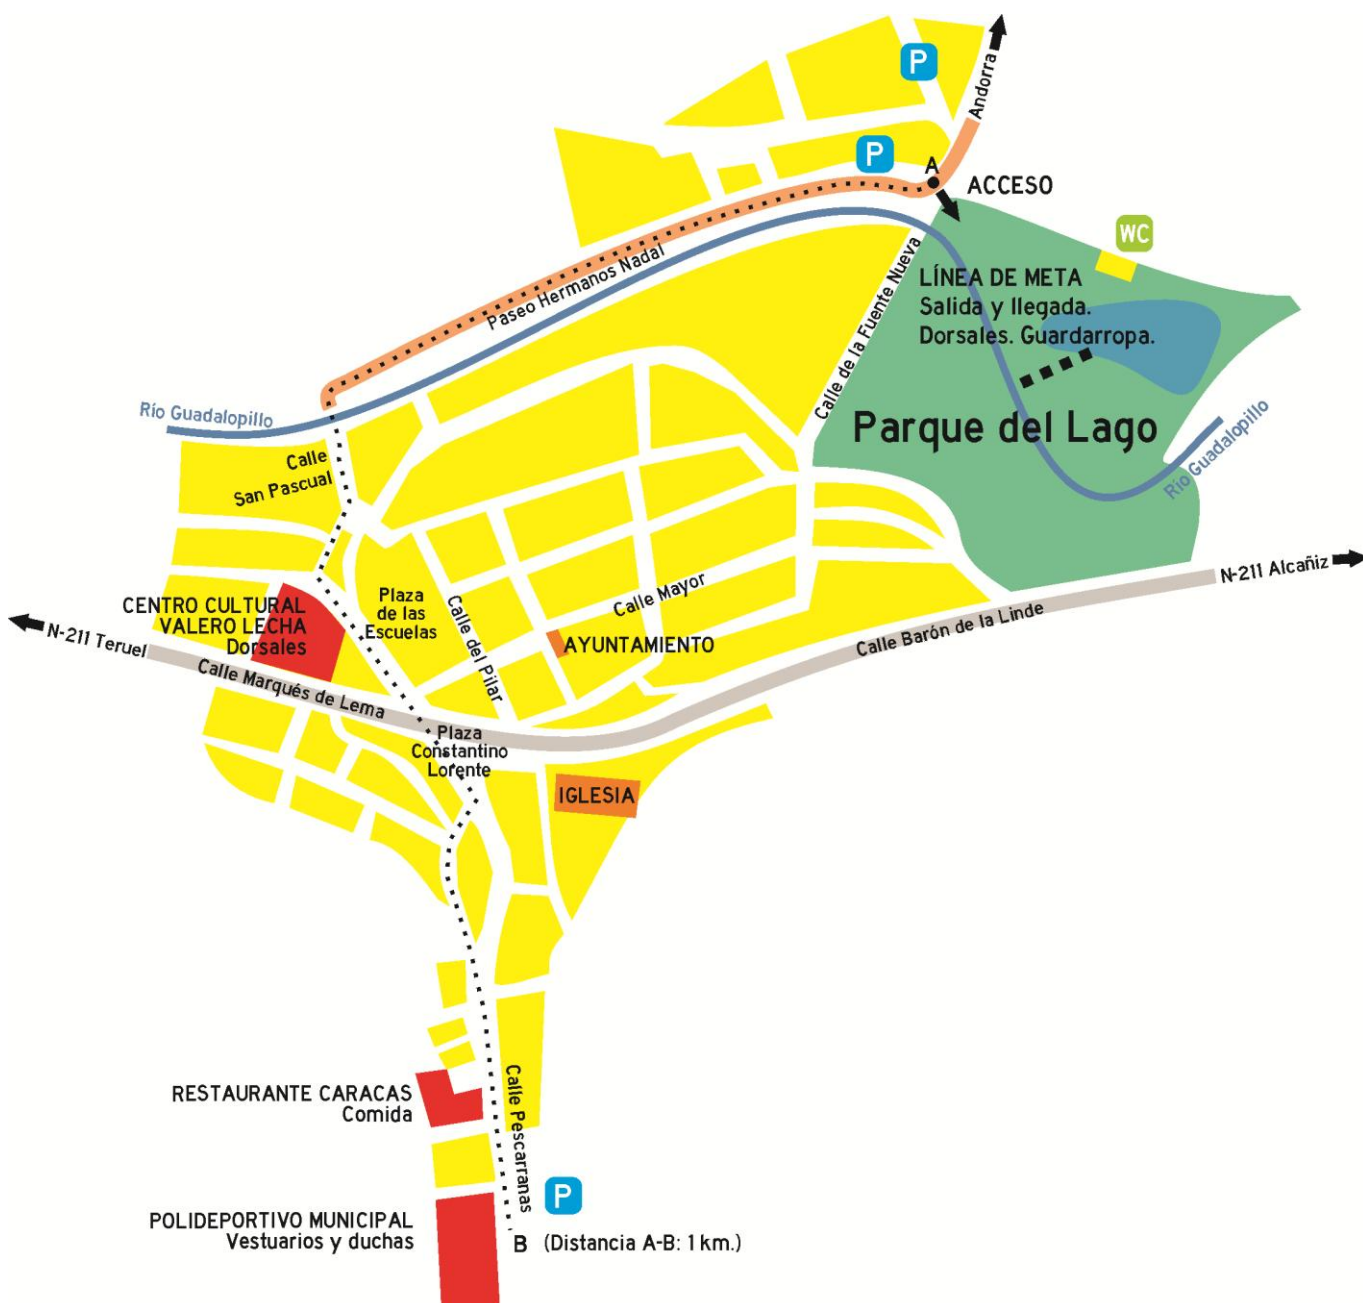 P
Andorra
P
A
ACCESO
WC
Paseo Hermanos Nadal
Calle de la Fuente Nueva
LÍNEA DE META
Salida y llegada.
Dorsales. Guardarropa.
Río Guadalopillo
Parque del Lago
Río Guadalopillo
Calle
San Pascual
N-211 Alcañiz
CENTRO CULTURAL
VALERO LECHA
Dorsales
Plaza
de las
Escuelas
Calle del Pilar
Calle Mayor
AYUNTAMIENTO
Calle Barón de la Linde
N-211 Teruel
Calle Marqués de Lema
Plaza
Constantino
Lorente
IGLESIA
RESTAURANTE CARACAS
Comida
Calle Pescarranas
P
POLIDEPORTIVO MUNICIPAL
Vestuarios y duchas
B (Distancia A-B: 1 km.)